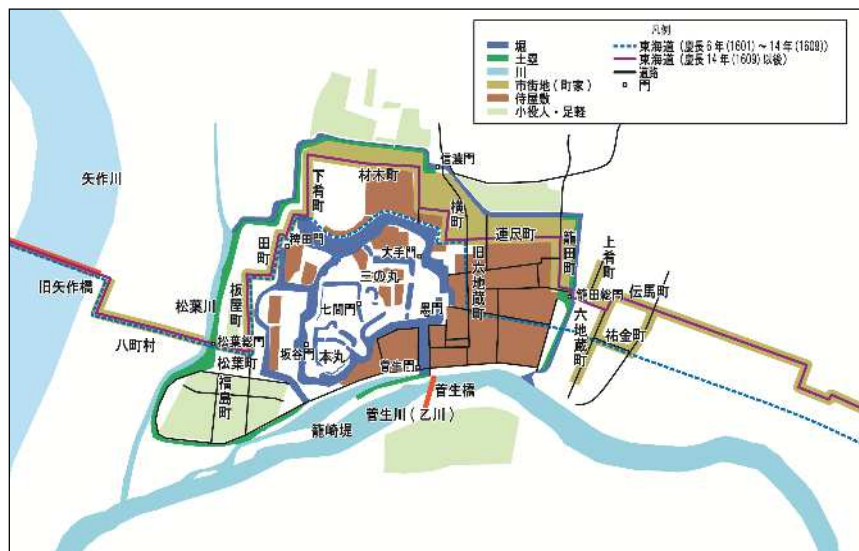 凡例
堀
土塁
川
市街地(町家)
侍屋敷
小役人・足軽
東海道(慶長6年(1601)~14年(1609))
東海道(慶長14年(1609)以後)
道路
門
矢作川
旧矢作橋
八町村
松葉川
松葉総門
松葉町
福島町
板屋町
田町
下肴町
材木町
信濃門
横町
連尺町
籠田町
籠田総門
上肴町
伝馬町
六地蔵町
祐金町
旧六地蔵町
稗田門
大手門
三の丸
七間門
黒門
坂谷門
本丸
菅生門
菅生橋
菅生川(乙川)
籠崎堤